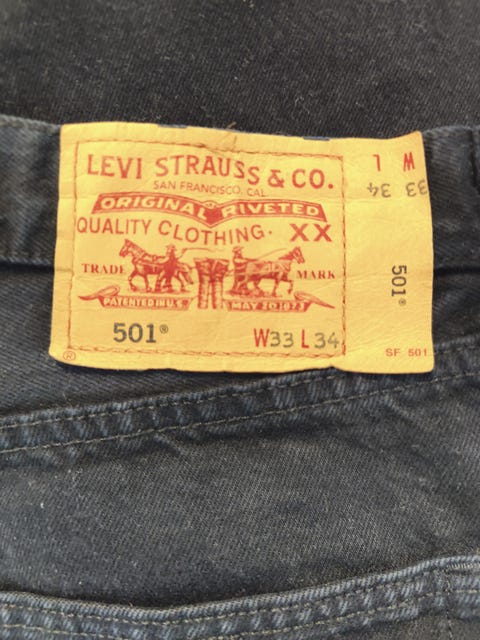 LEVI STRAUSS & CO.
SAN FRANCISCO, CAL.
ORIGINAL RIVETED
QUALITY CLOTHING. XX
TRADE MARK
PATENTED IN U.S. MAY 20 1873
501® W33 L34
®
W L
33 34
501®
SF 501